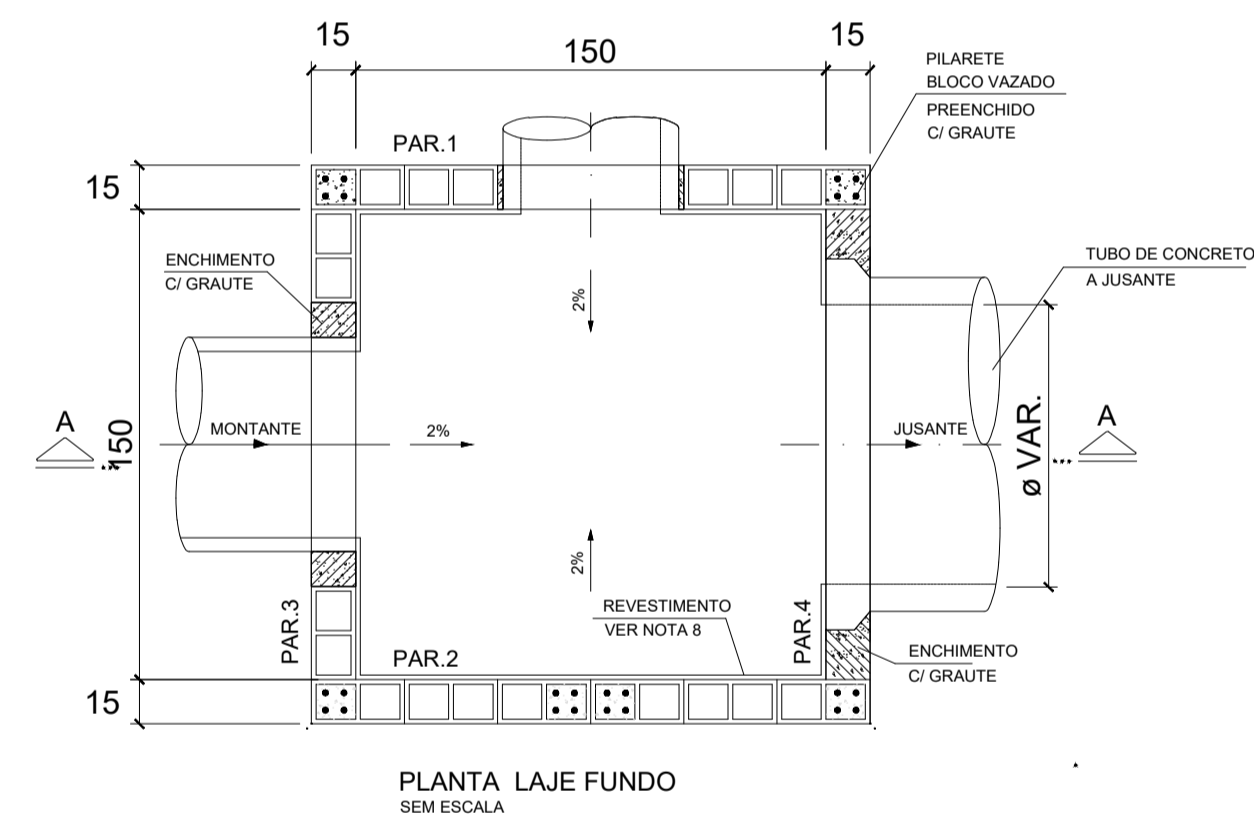 15
150
15
PILARETE
BLOCO VAZADO
PREENCHIDO
C/ GRAUTE
PAR.1
15
ENCHIMENTO
C/ GRAUTE
TUBO DE CONCRETO
A JUSANTE
2%
A
150
MONTANTE
2%
JUSANTE
ø VAR.
A
2%
REVESTIMENTO
VER NOTA 8
PAR.3
PAR.4
PAR.2
ENCHIMENTO
C/ GRAUTE
15
PLANTA LAJE FUNDO
SEM ESCALA